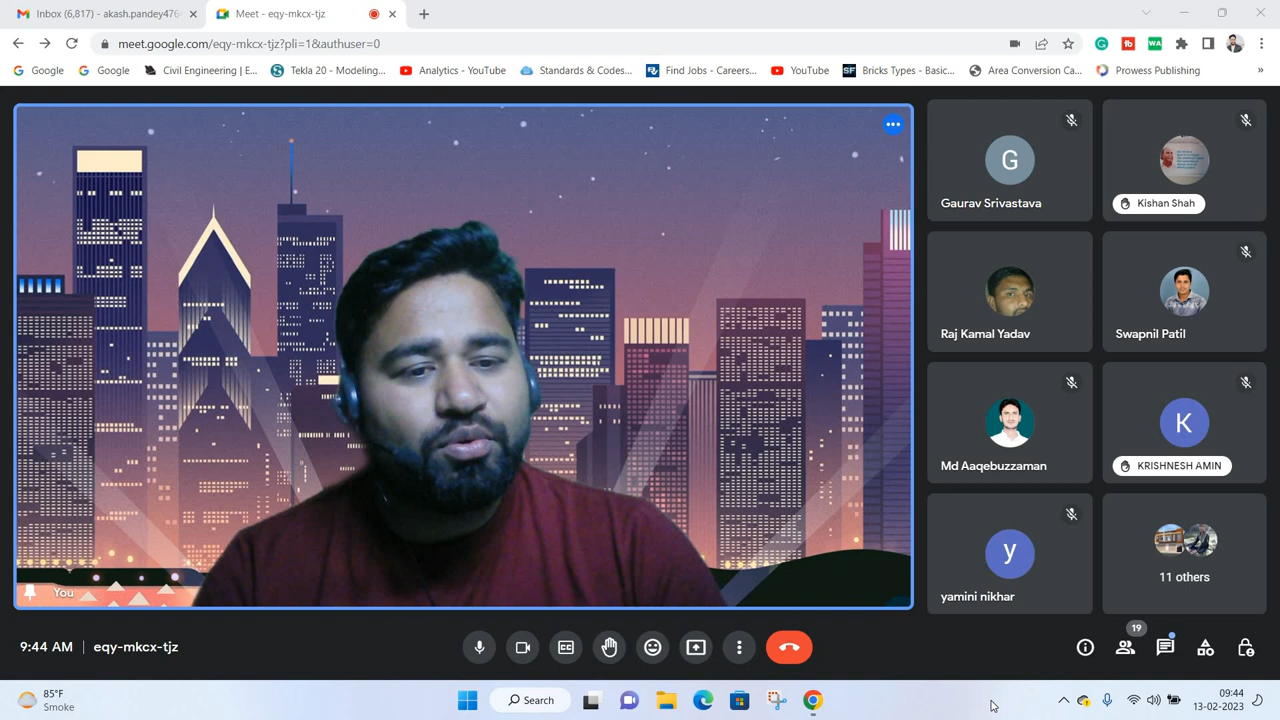 Inbox (6,817) - akash.pandey476
Meet - eqy-mkcx-tjz
meet.google.com/eqy-mkcx-tjz?pli=1&authuser=0
Google
Google
Civil Engineering | E...
Tekla 20 - Modeling...
Analytics - YouTube
Standards & Codes...
Find Jobs - Careers...
YouTube
SF
Bricks Types - Basic...
Area Conversion Ca...
Prowess Publishing
»
G
Gaurav Srivastava
Kishan Shah
Raj Kamal Yadav
Swapnil Patil
Md Aaqebuzzaman
K
KRISHNESH AMIN
y
yamini nikhar
11 others
You
9:44 AM | eqy-mkcx-tjz
19
85°F
Smoke
Search
09:44
13-02-2023